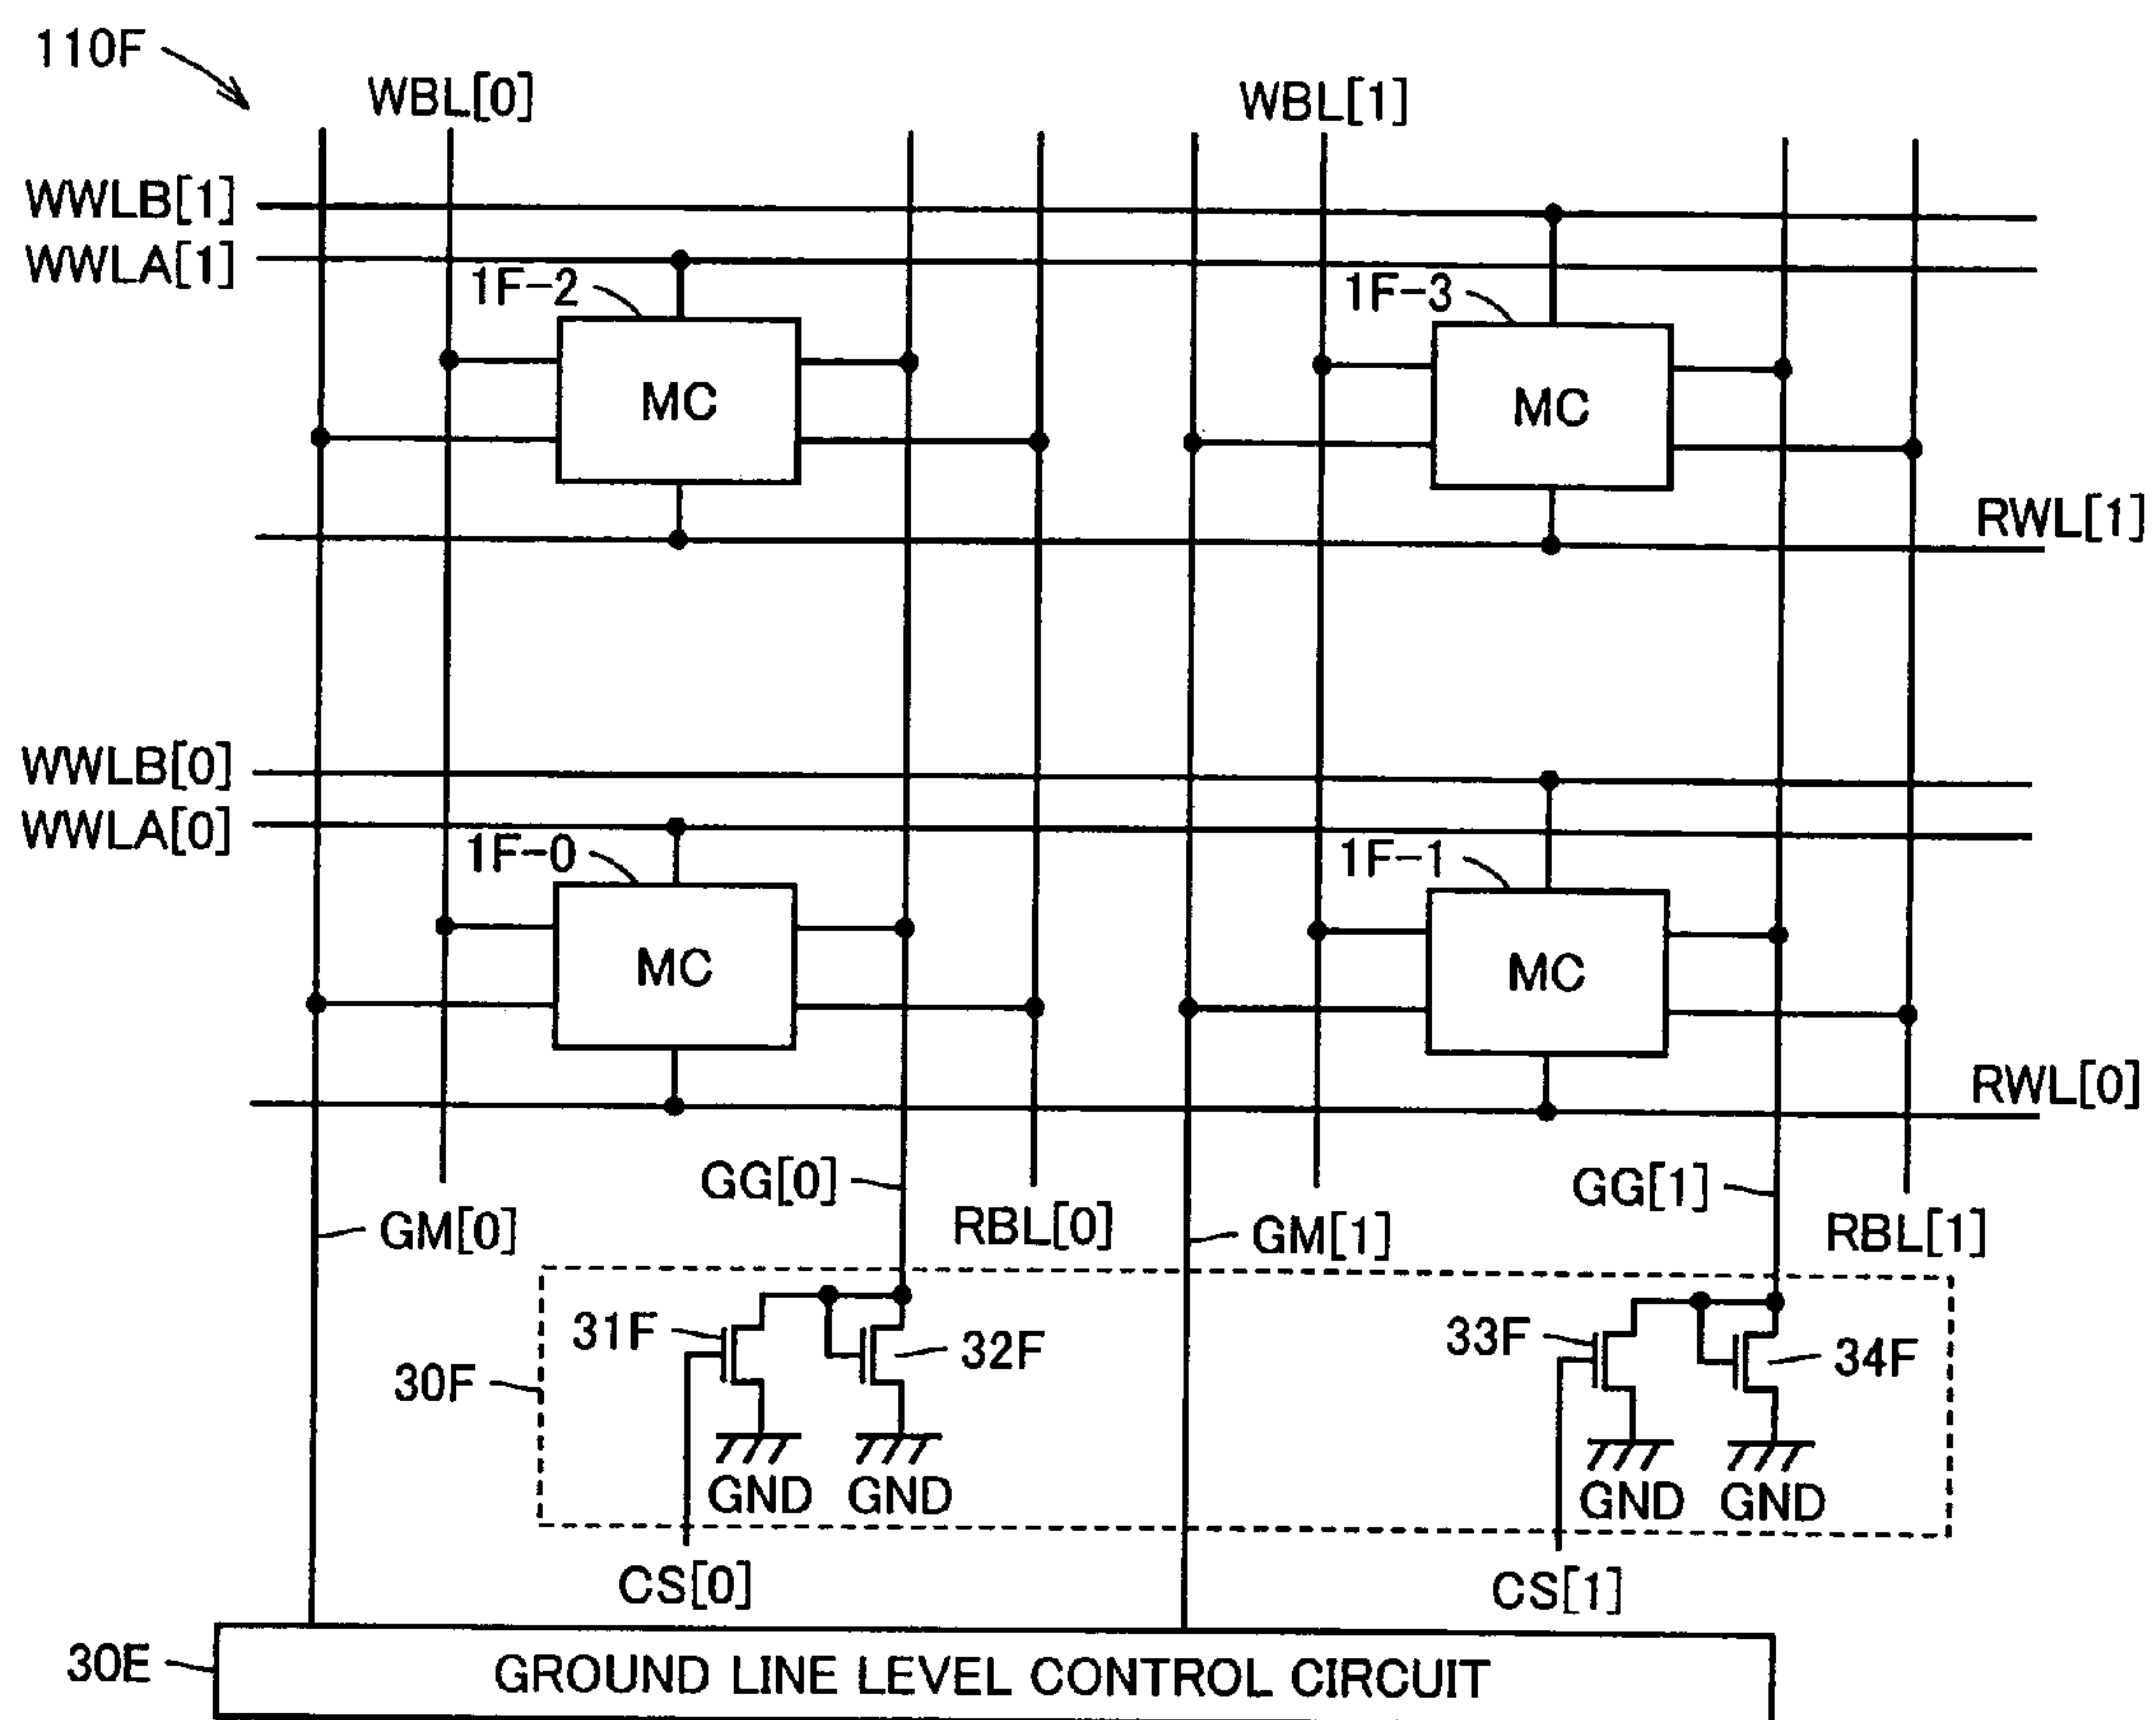 110F
WBL[0]
WBL[1]
WWLB[1]
WWLA[1]
1F-2
1F-3
MC
MC
RWL[1]
WWLB[0]
WWLA[0]
1F-0
1F-1
MC
MC
RWL[0]
GG[0]
GG[1]
GM[0]
RBL[0]
GM[1]
RBL[1]
31F
32F
33F
34F
30F
GND
GND
GND
GND
CS[0]
CS[1]
30E
GROUND LINE LEVEL CONTROL CIRCUIT